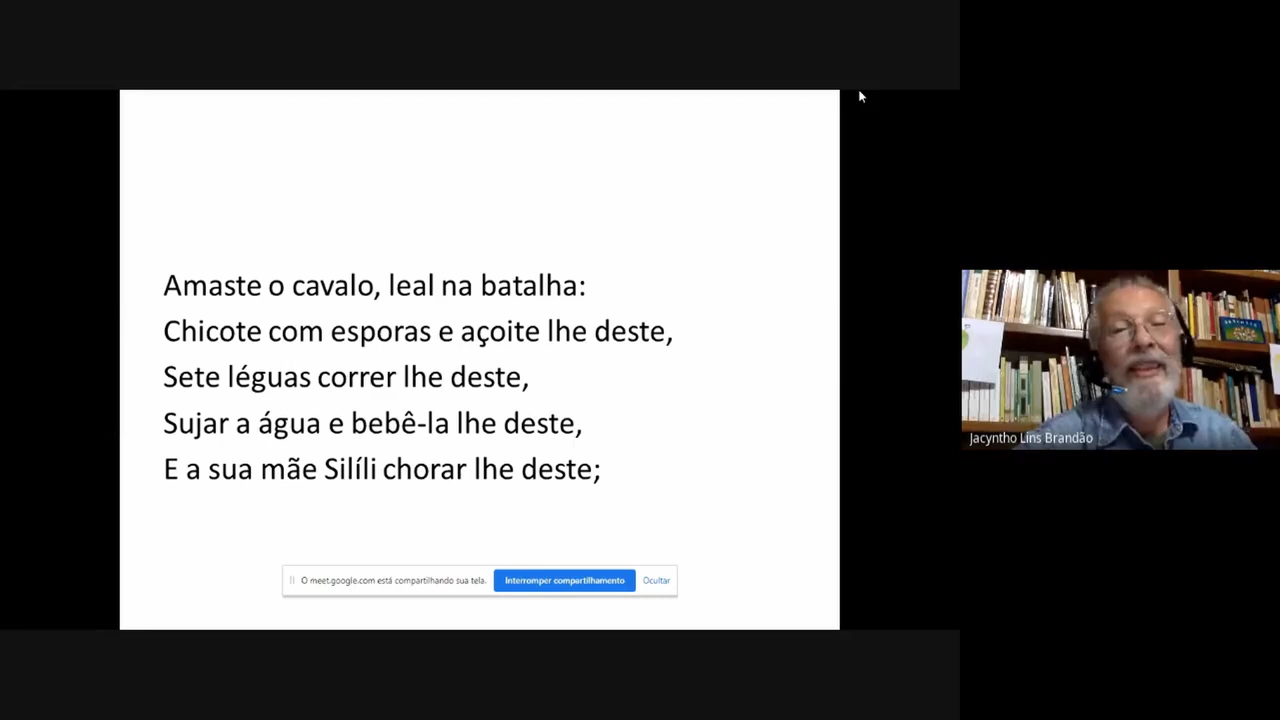 Amaste o cavalo, leal na batalha:
Chicote com esporas e açoite lhe deste,
Sete léguas correr lhe deste,
Sujar a água e bebê-la lhe deste,
E a sua mãe Silíli chorar lhe deste;
O meet.google.com está compartilhando sua tela. Interromper compartilhamento Ocultar
Jacyntho Lins Brandão